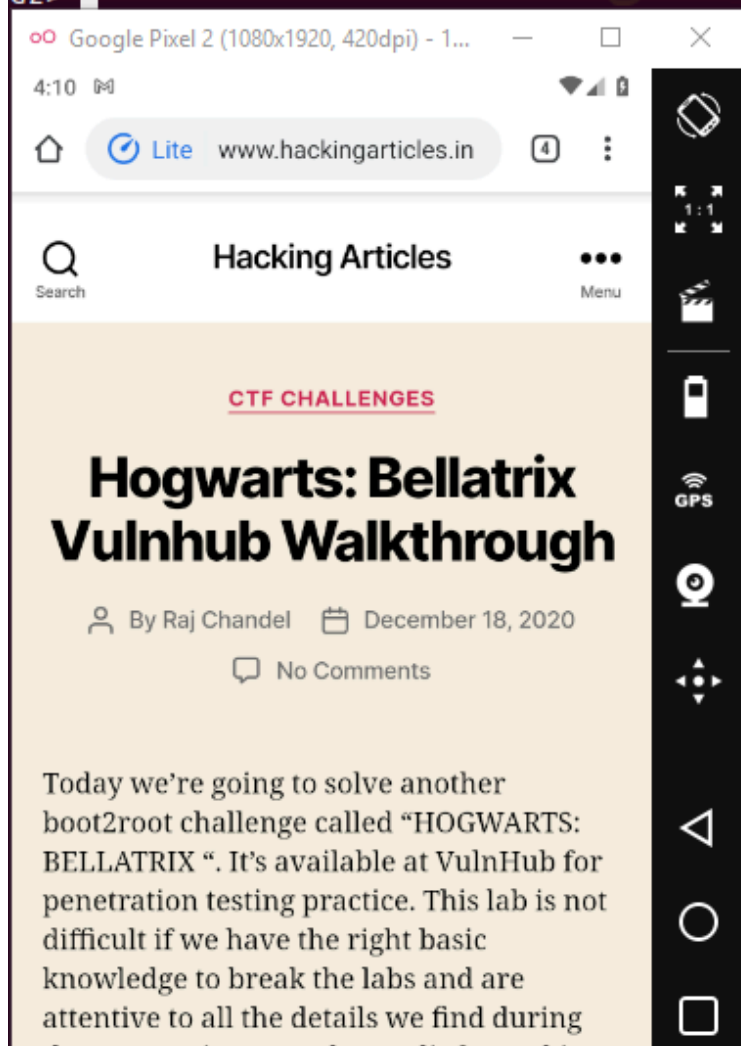 Google Pixel 2 (1080x1920, 420dpi) - 1...
4:10
Lite www.hackingarticles.in 4
1:1
Hacking Articles
Search
Menu
CTF CHALLENGES
Hogwarts: Bellatrix
Vulnhub Walkthrough
GPS
By Raj Chandel December 18, 2020
No Comments
Today we’re going to solve another
boot2root challenge called “HOGWARTS:
BELLATRIX “. It’s available at VulnHub for
penetration testing practice. This lab is not
difficult if we have the right basic
knowledge to break the labs and are
attentive to all the details we find during